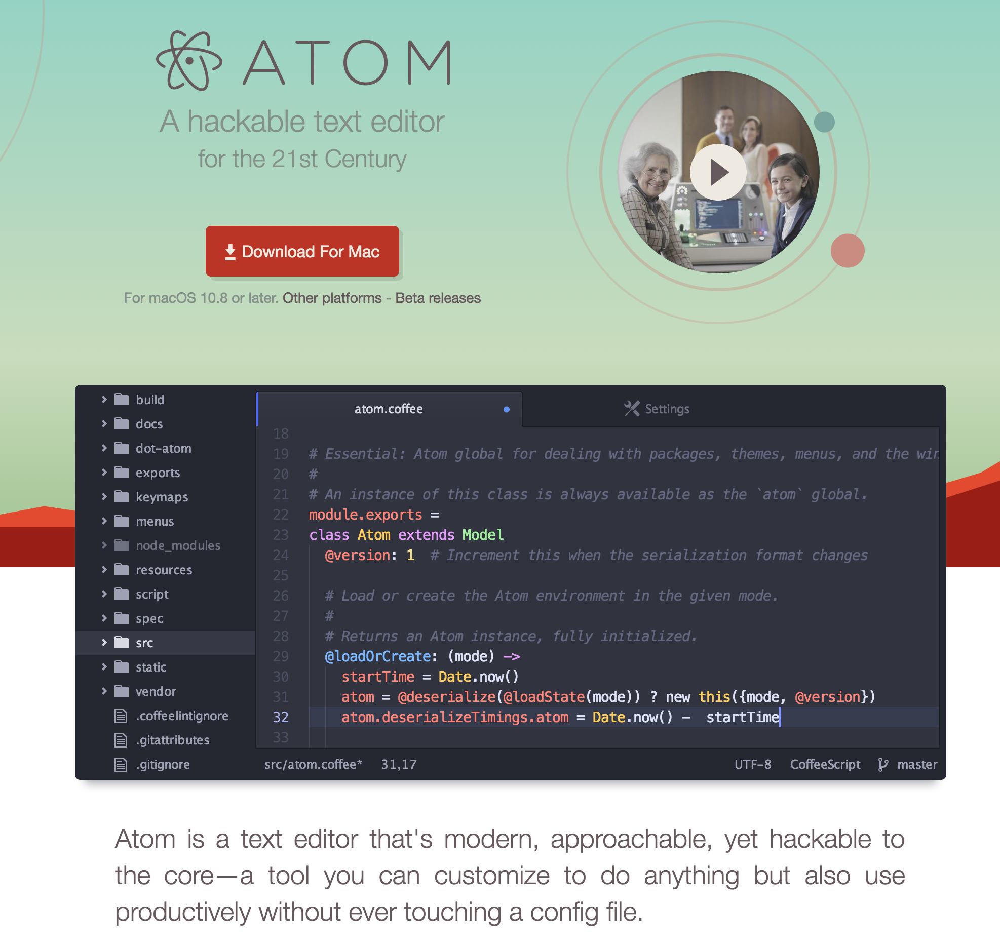 ATOM
A hackable text editor
for the 21st Century
Download For Mac
For macOS 10.8 or later. Other platforms - Beta releases
build
docs
dot-atom
exports
keymaps
menus
node_modules
resources
script
spec
src
static
vendor
.coffeelintignore
.gitattributes
.gitignore
atom.coffee
Settings
18
19 # Essential: Atom global for dealing with packages, themes, menus, and the win
20 #
21 # An instance of this class is always available as the `atom` global.
22 module.exports =
23 class Atom extends Model
24 @version: 1 # Increment this when the serialization format changes
25
26 # Load or create the Atom environment in the given mode.
27 #
28 # Returns an Atom instance, fully initialized.
29 @loadOrCreate: (mode) ->
30 startTime = Date.now()
31 atom = @deserialize(@loadState(mode)) ? new this({mode, @version})
32 atom.deserializeTimings.atom = Date.now() - startTime
33
src/atom.coffee* 31,17
UTF-8 CoffeeScript master
Atom is a text editor that's modern, approachable, yet hackable to
the core—a tool you can customize to do anything but also use
productively without ever touching a config file.